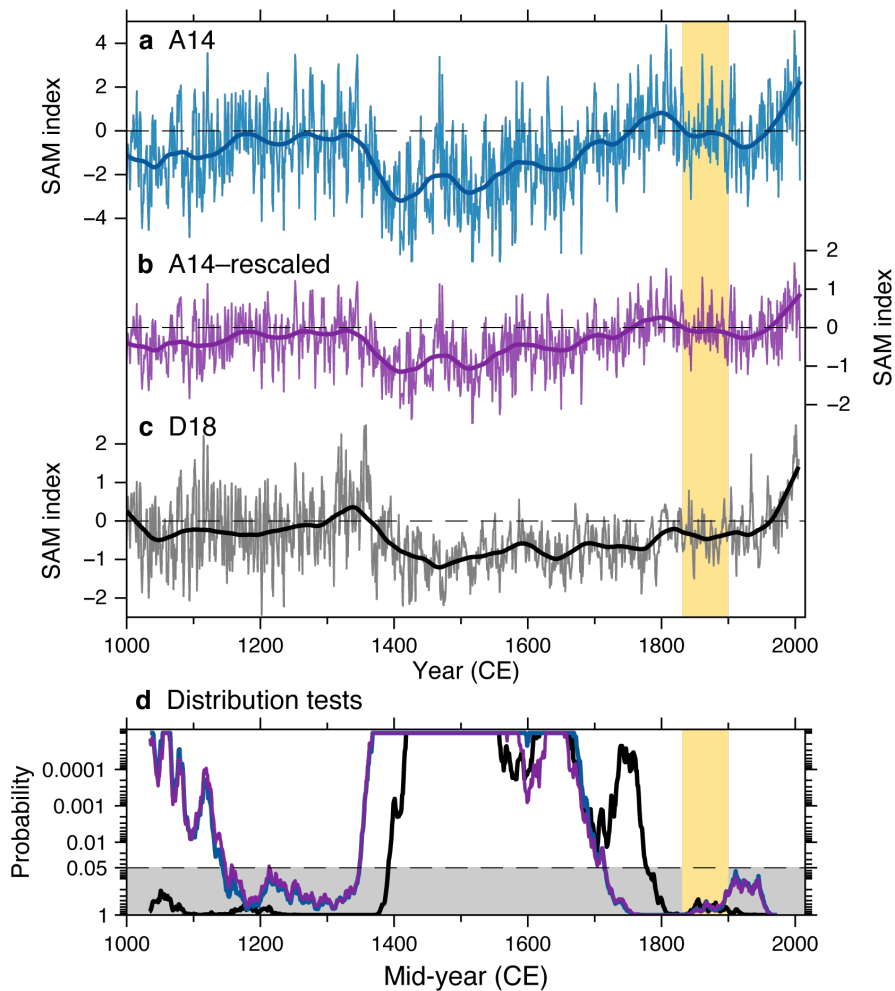 a A14
4
2
0
−2
−4
SAM index
b A14–rescaled
2
1
0
−1
−2
SAM index
c D18
2
1
0
−1
−2
SAM index
1000 1200 1400 1600 1800 2000
Year (CE)
d Distribution tests
0.0001
0.001
0.01
0.05
1
Probability
1000 1200 1400 1600 1800 2000
Mid-year (CE)